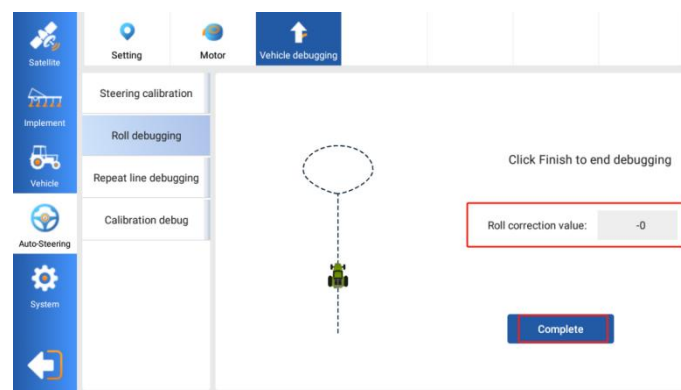 Satellite
Implement
Vehicle
Auto-Steering
System
Setting
Motor
Vehicle debugging
Steering calibration
Roll debugging
Repeat line debugging
Calibration debug
Click Finish to end debugging
Roll correction value: -0
Complete